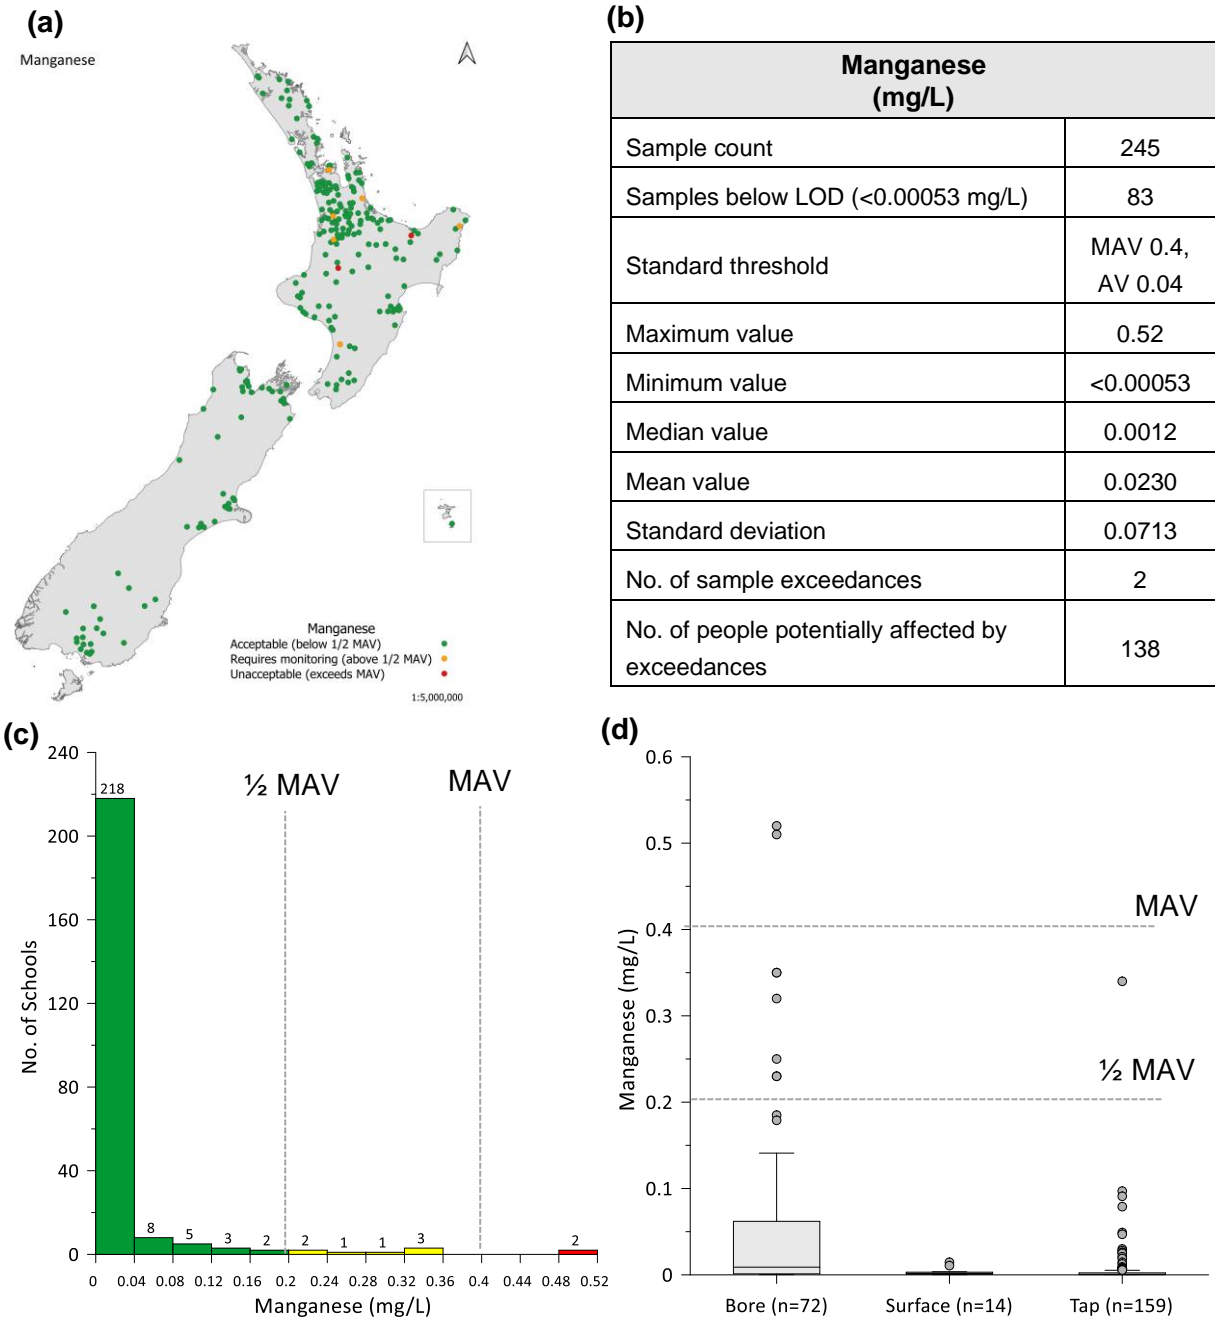 (a)
Manganese
Manganese
Acceptable (below 1/2 MAV)
Requires monitoring (above 1/2 MAV)
Unacceptable (exceeds MAV)
1:5,000,000
(b)
Manganese
(mg/L)
Sample count 245
Samples below LOD (<0.00053 mg/L) 83
Standard threshold MAV 0.4,
AV 0.04
Maximum value 0.52
Minimum value <0.00053
Median value 0.0012
Mean value 0.0230
Standard deviation 0.0713
No. of sample exceedances 2
No. of people potentially affected by
exceedances 138
(c)
240
200
160
120
80
40
0
No. of Schools
½ MAV
MAV
218
8
5
3
2
2
1
1
3
2
0 0.04 0.08 0.12 0.16 0.2 0.24 0.28 0.32 0.36 0.4 0.44 0.48 0.52
Manganese (mg/L)
(d)
0.6
0.5
0.4
0.3
0.2
0.1
0
Manganese (mg/L)
MAV
½ MAV
Bore (n=72) Surface (n=14) Tap (n=159)